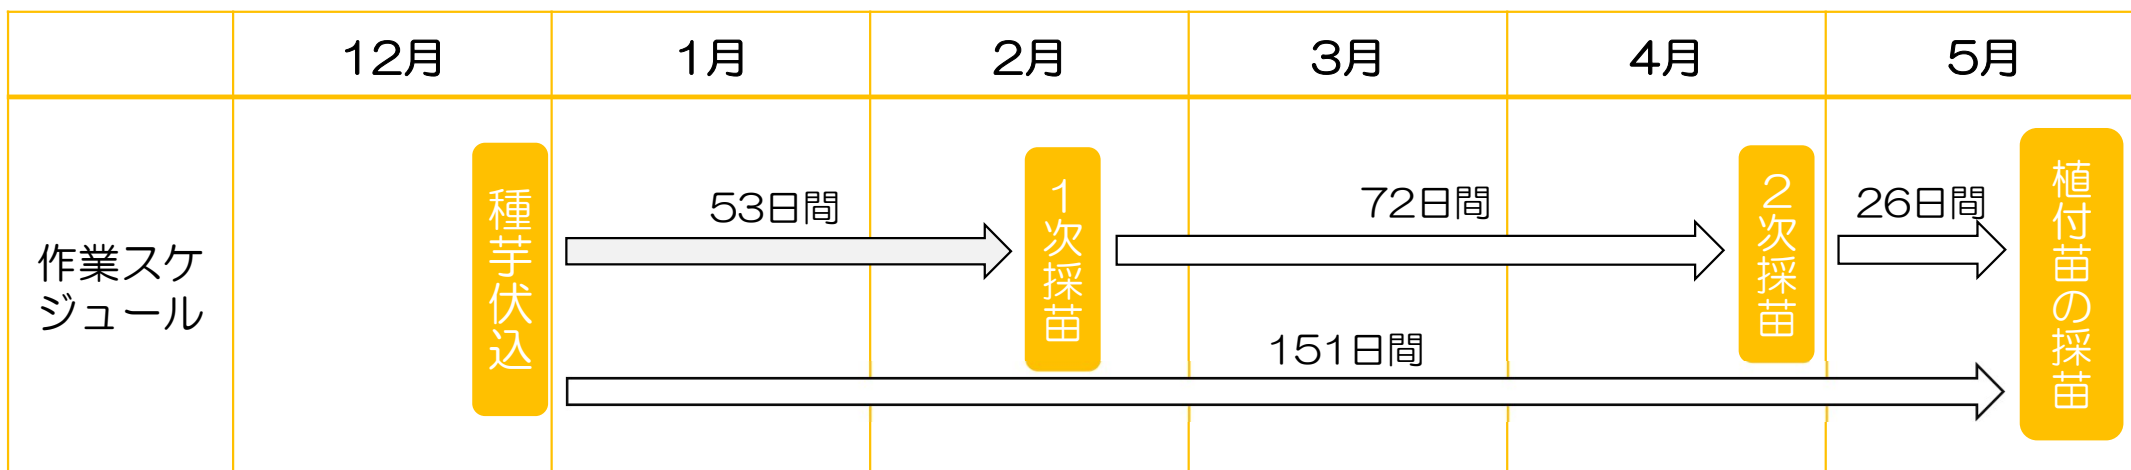 12月 1月 2月 3月 4月 5月
作業スケ
ジュール
種芋伏込
53日間
1次採苗
72日間
2次採苗
26日間
植付苗の採苗
151日間